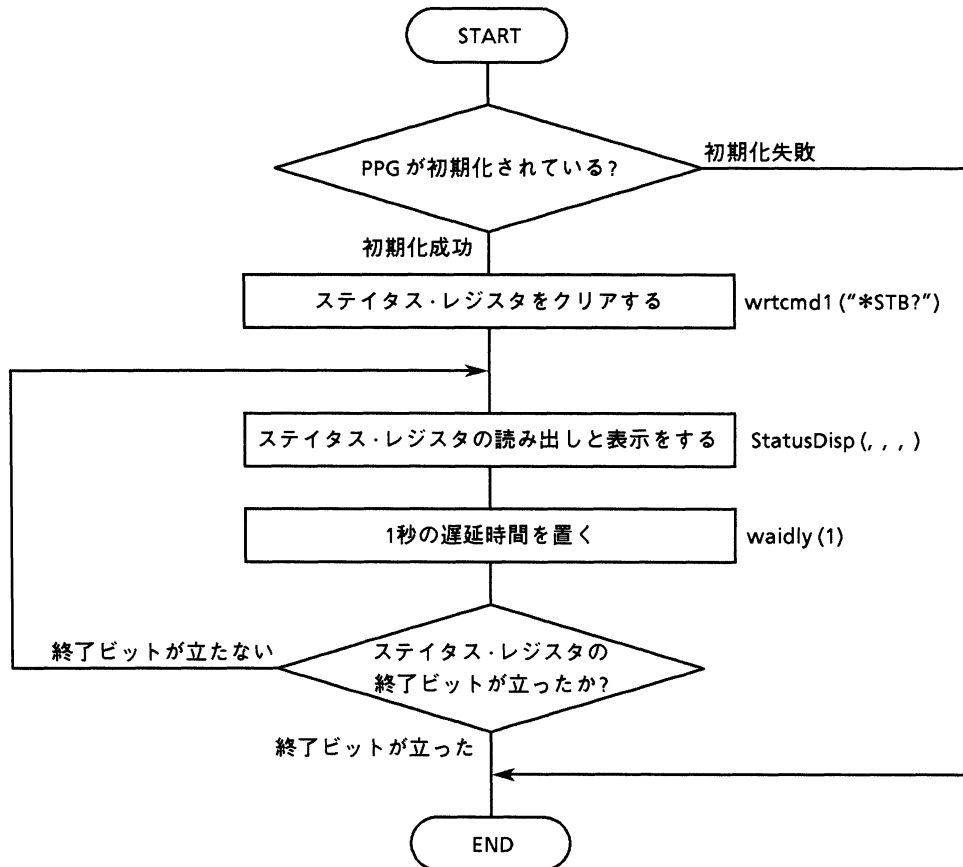 START
PPGが初期化されている?
初期化失敗
初期化成功
ステイタス・レジスタをクリアする
wrtcmd1 (“*STB?”)
ステイタス・レジスタの読み出しと表示をする
StatusDisp (, , , )
1秒の遅延時間を置く
waidly (1)
終了ビットが立たない
ステイタス・レジスタの
終了ビットが立ったか?
終了ビットが立った
END